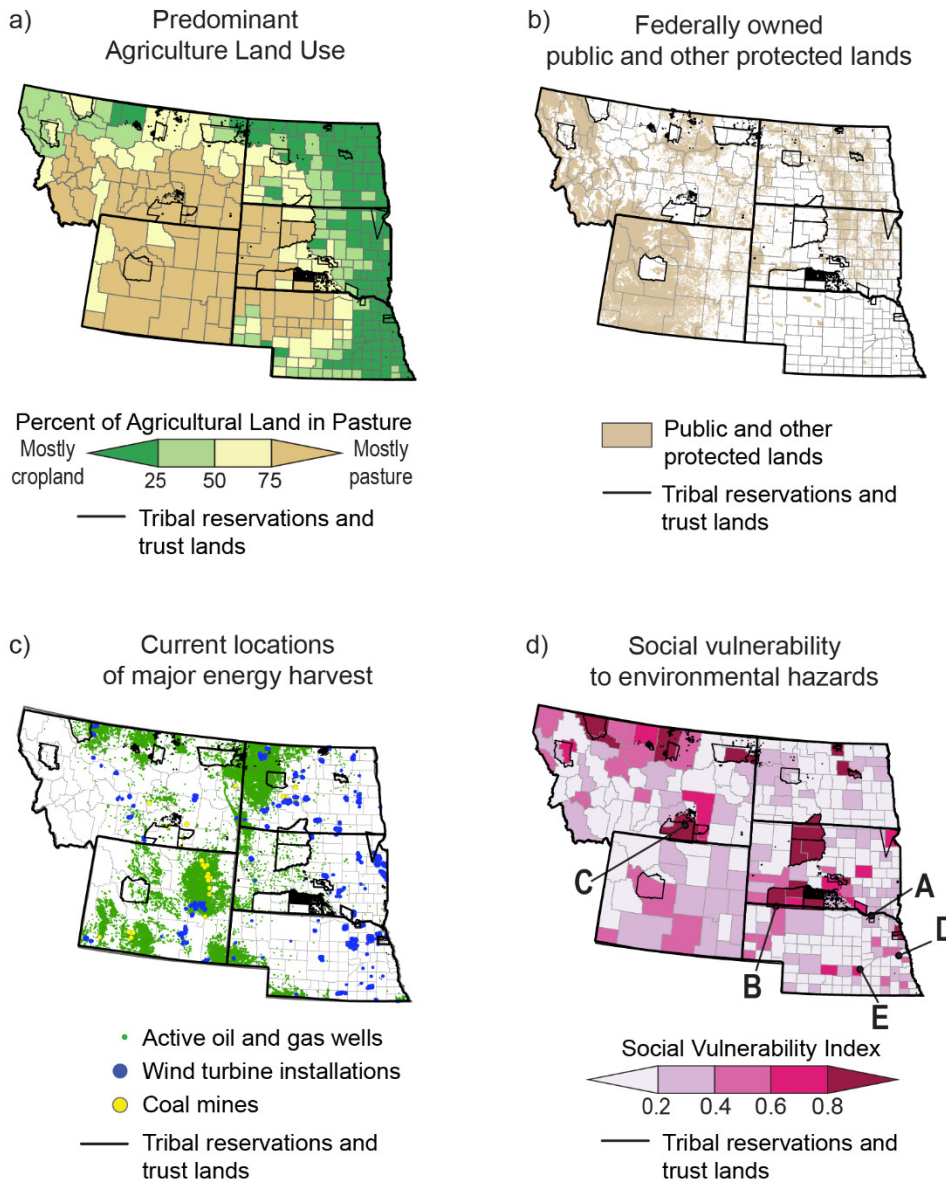 a)
Predominant
Agriculture Land Use
b)
Federally owned
public and other protected lands
Percent of Agricultural Land in Pasture
Mostly
cropland
Mostly
pasture
25 50 75
Tribal reservations and
trust lands
Public and other
protected lands
Tribal reservations and
trust lands
c)
Current locations
of major energy harvest
d)
Social vulnerability
to environmental hazards
C
A
D
B
E
Active oil and gas wells
Wind turbine installations
Coal mines
Tribal reservations and
trust lands
Social Vulnerability Index
0.2 0.4 0.6 0.8
Tribal reservations and
trust lands